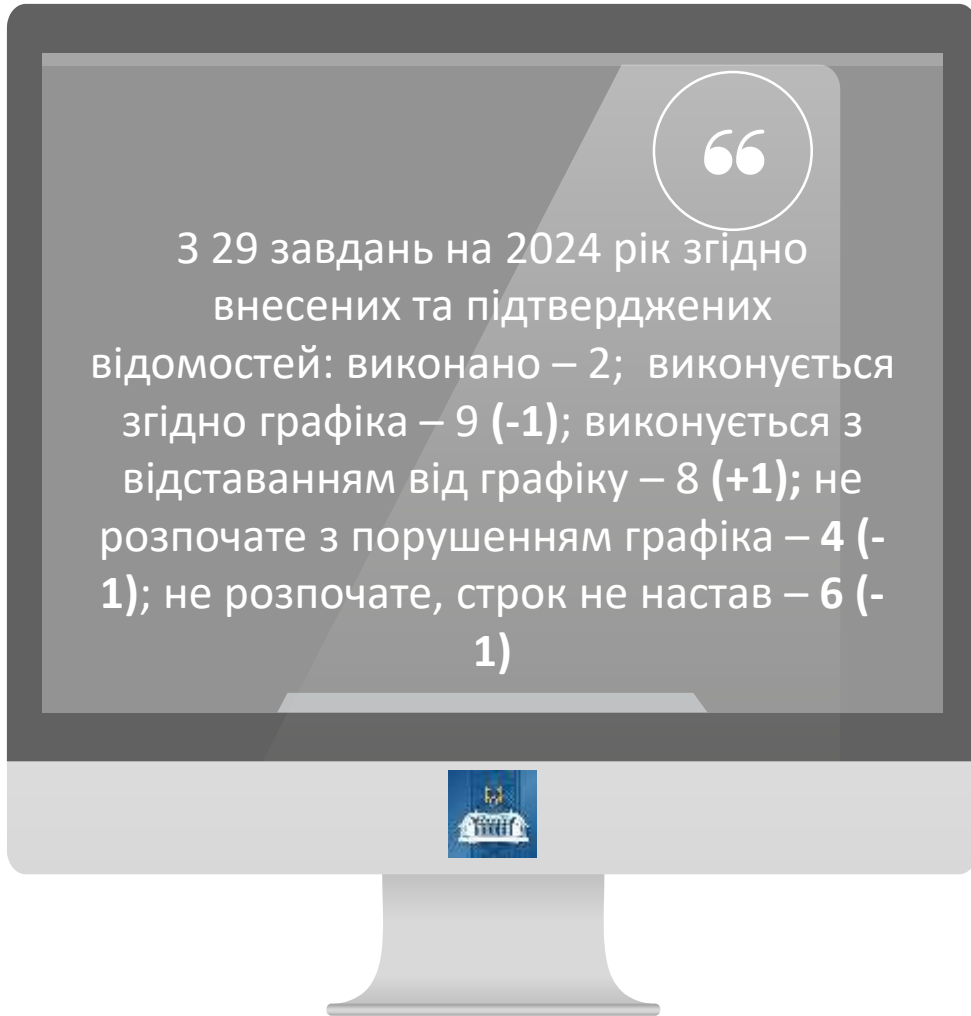 “
З 29 завдань на 2024 рік згідно
внесених та підтверджених
відомостей: виконано – 2;  виконується
згідно графіка – 9 (-1); виконується з
відставанням від графіку – 8 (+1); не
розпочате з порушенням графіка – 4 (-
1); не розпочате, строк не настав – 6 (-
1)